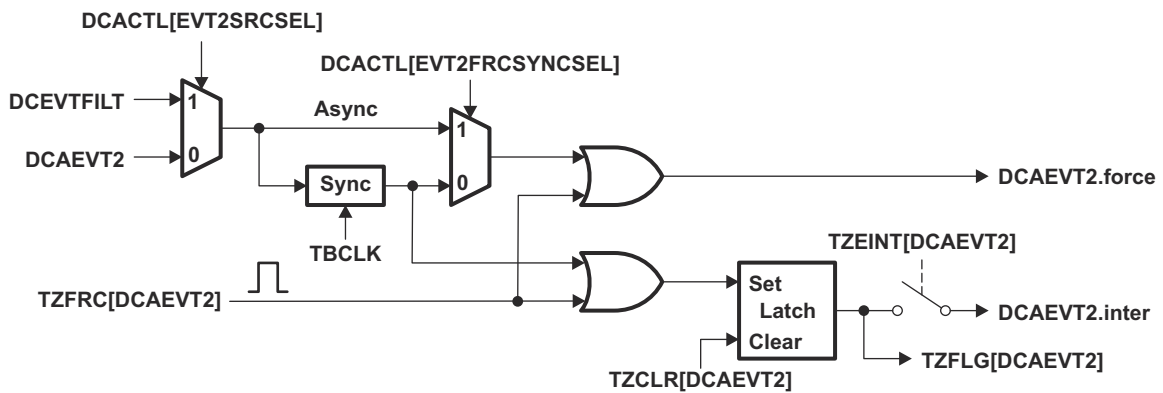 DCACTL[EVT2SRCSEL]
DCACTL[EVT2FRCSYNCSEL]
DCEVTFILT
1
Async
1
DCAEVT2
0
Sync
0
DCAEVT2.force
TBCLK
TZEINT[DCAEVT2]
TZFRC[DCAEVT2]
Set
Latch
DCAEVT2.inter
Clear
TZFLG[DCAEVT2]
TZCLR[DCAEVT2]